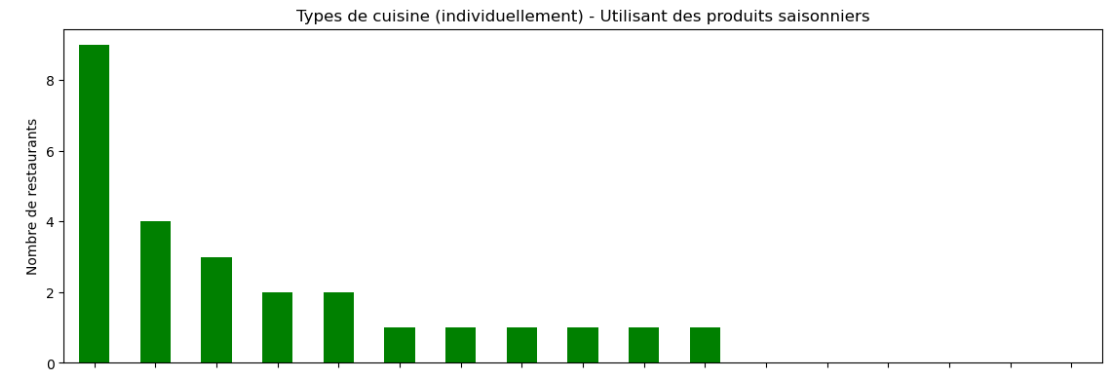 Types de cuisine (individuellement) - Utilisant des produits saisonniers
Nombre de restaurants
8
6
4
2
0